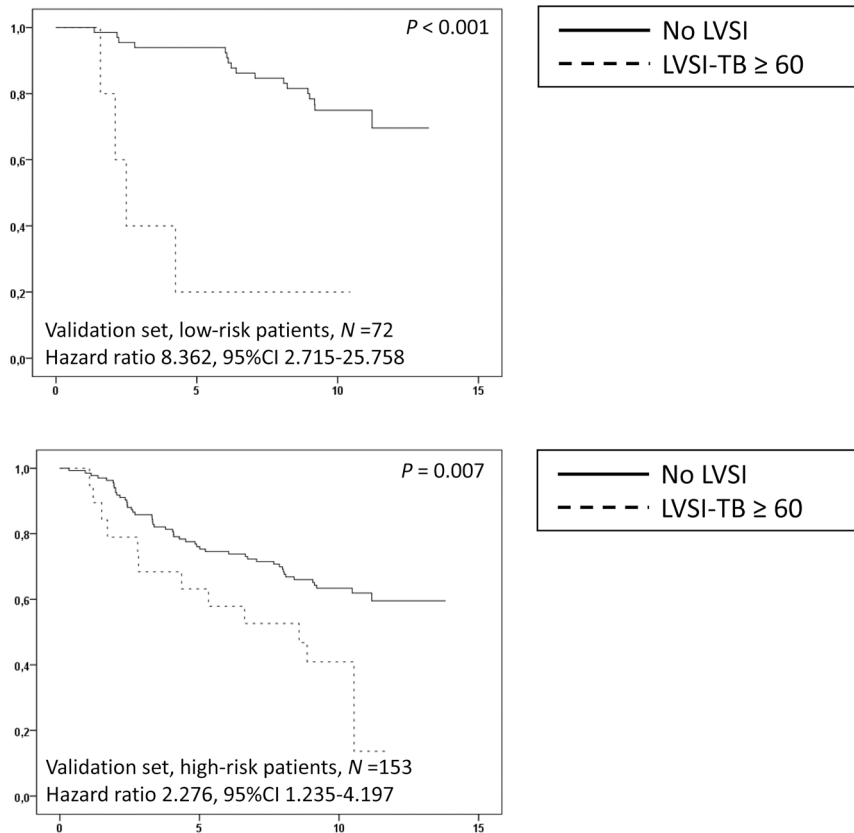 1,0
0,8
0,6
0,4
0,2
0,0
P < 0.001
Validation set, low-risk patients, N =72
Hazard ratio 8.362, 95%CI 2.715-25.758
0 5 10 15
No LVSI
LVSI-TB ≥ 60
1,0
0,8
0,6
0,4
0,2
0,0
P = 0.007
Validation set, high-risk patients, N =153
Hazard ratio 2.276, 95%CI 1.235-4.197
0 5 10 15
No LVSI
LVSI-TB ≥ 60